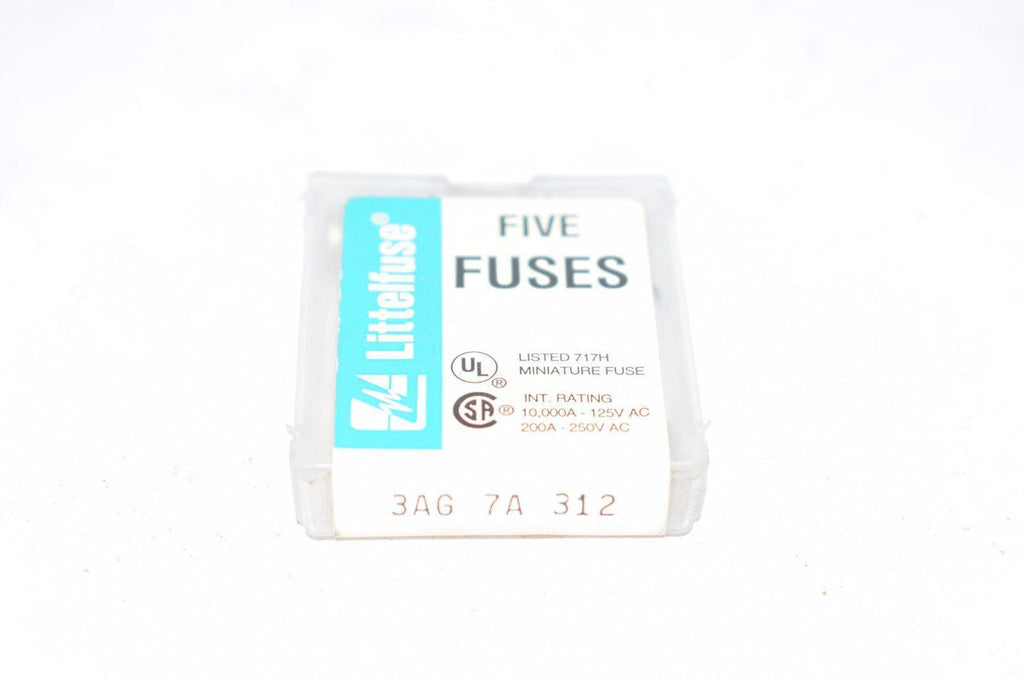 Littelfuse®
FIVE
FUSES
UL®
LISTED 717H
MINIATURE FUSE
CSA®
INT. RATING
10,000A - 125V AC
200A - 250V AC
3AG 7A 312